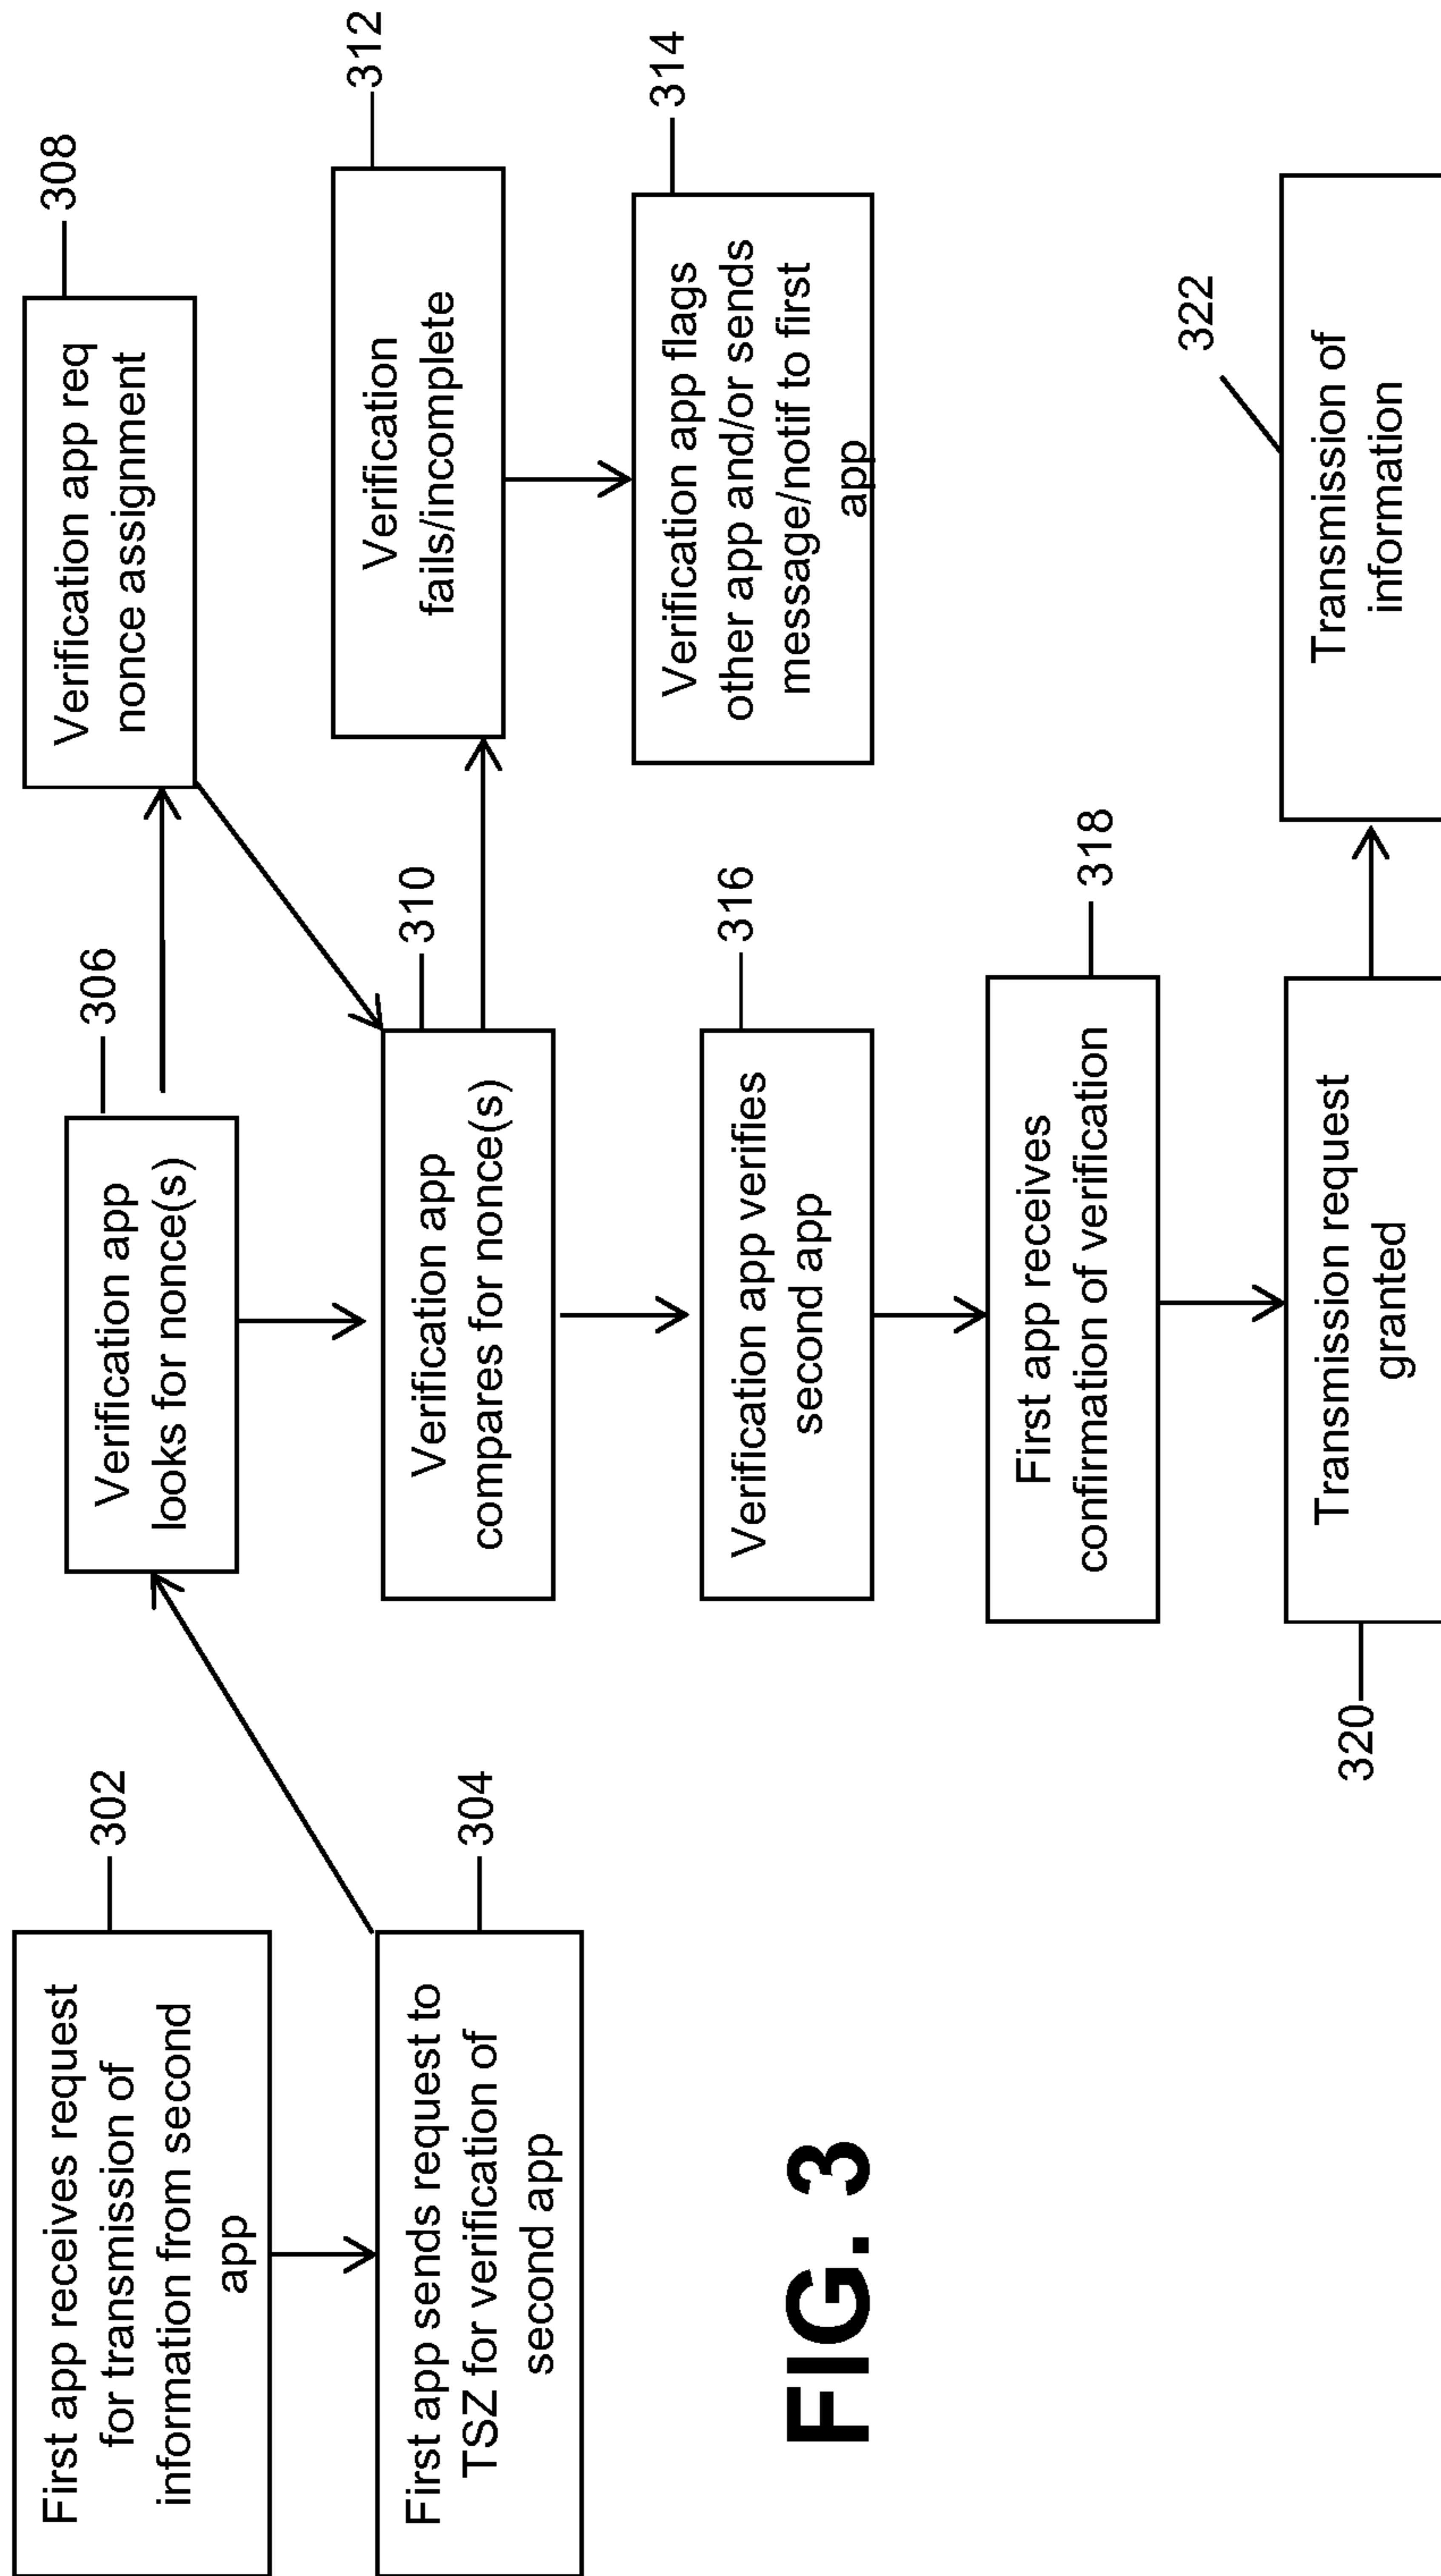 First app receives request
for transmission of
information from second
app
302
First app sends request to
TSZ for verification of
second app
304
Verification app
looks for nonce(s)
306
Verification app req
nonce assignment
308
Verification app
compares for nonce(s)
310
Verification
fails/incomplete
312
Verification app flags
other app and/or sends
message/notif to first
app
314
Verification app verifies
second app
316
First app receives
confirmation of verification
318
Transmission request
granted
320
Transmission of
information
322
FIG. 3